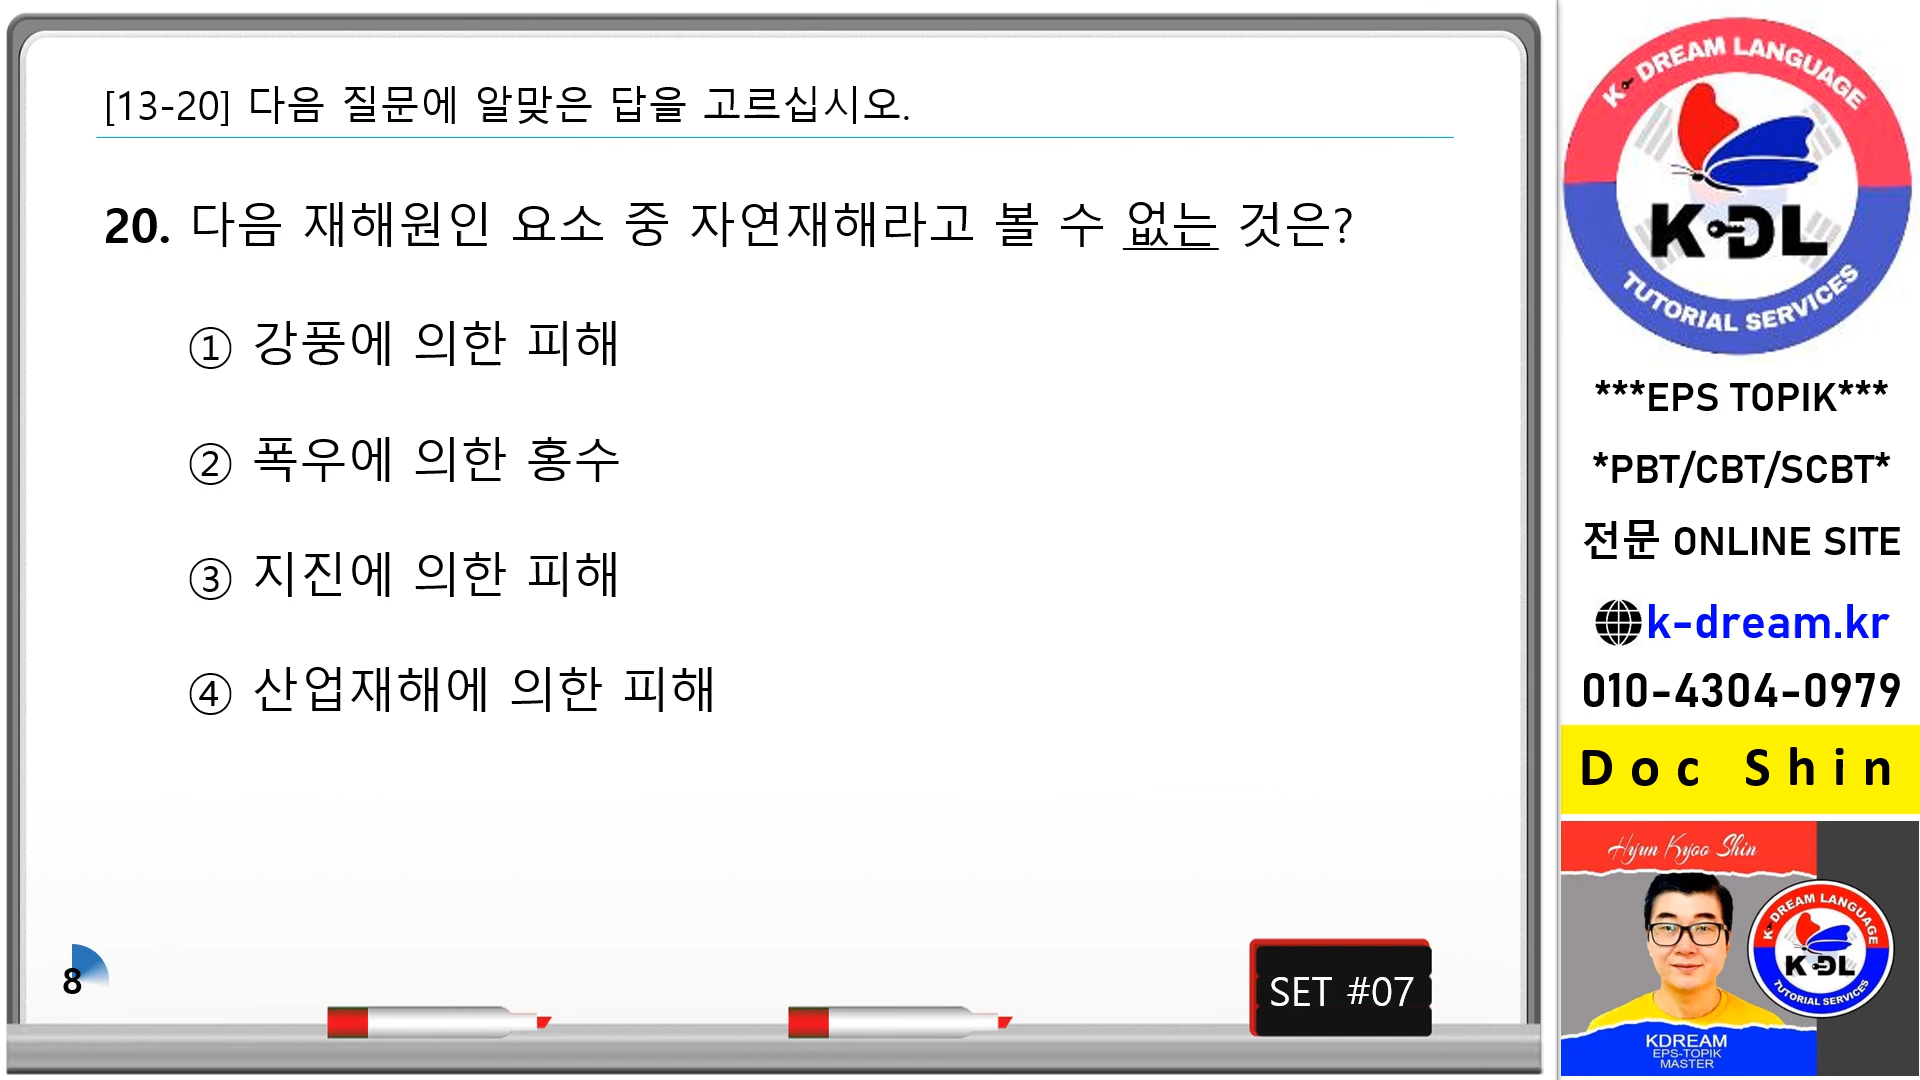 [13-20] 다음 질문에 알맞은 답을 고르십시오.
20. 다음 재해원인 요소 중 자연재해라고 볼 수 없는 것은?
① 강풍에 의한 피해
② 폭우에 의한 홍수
③ 지진에 의한 피해
④ 산업재해에 의한 피해
8
SET #07
K-DREAM LANGUAGE
K-DL
TUTORIAL SERVICES
***EPS TOPIK***
*PBT/CBT/SCBT*
전문 ONLINE SITE
k-dream.kr
010-4304-0979
Doc Shin
Hyun Kyoo Shin
K-DREAM LANGUAGE
K-DL
TUTORIAL SERVICES
KDREAM
EPS-TOPIK
MASTER